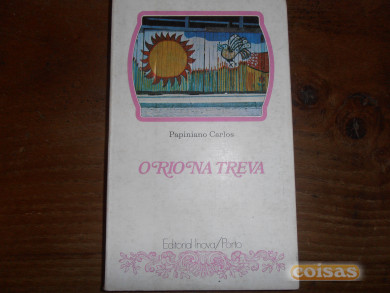 Papiniano Carlos
O RIO NA TREVA
Editorial Inova/Porto
coisas